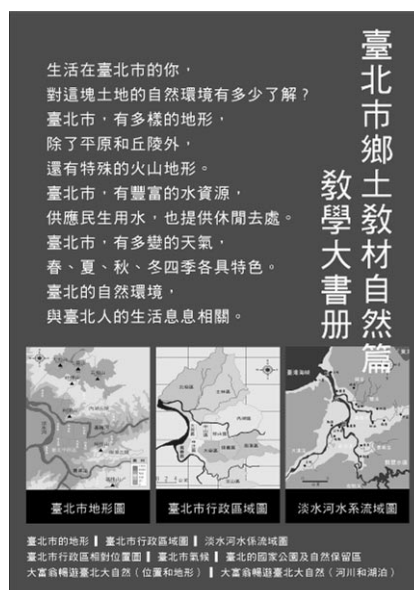 臺北市鄉土教材自然篇
教學大書册
生活在臺北市的你，
對這塊土地的自然環境有多少了解？
臺北市，有多樣的地形，
除了平原和丘陵外，
還有特殊的火山地形。
臺北市，有豐富的水資源，
供應民生用水，也提供休閒去處。
臺北市，有多變的天氣，
春、夏、秋、冬四季各具特色。
臺北的自然環境，
與臺北人的生活息息相關。
臺北市地形圖
臺北市行政區域圖
淡水河水系流域圖
臺北市的地形 ▌ 臺北市行政區域圖 ▌ 淡水河水係流域圖
臺北市行政區相對位置圖 ▌ 臺北市氣候 ▌ 臺北的國家公園及自然保留區
大富翁暢遊臺北大自然（位置和地形） ▌ 大富翁暢遊臺北大自然（河川和湖泊）